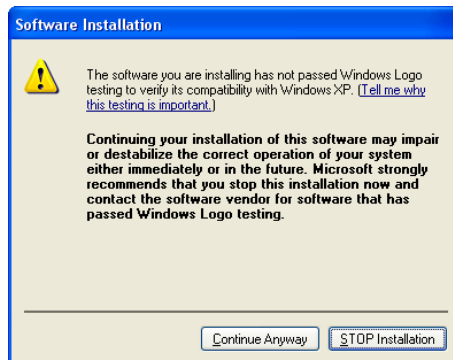 Software Installation
The software you are installing has not passed Windows Logo
testing to verify its compatibility with Windows XP. (Tell me why
this testing is important.)
Continuing your installation of this software may impair
or destabilize the correct operation of your system
either immediately or in the future. Microsoft strongly
recommends that you stop this installation now and
contact the software vendor for software that has
passed Windows Logo testing.
Continue Anyway
STOP Installation